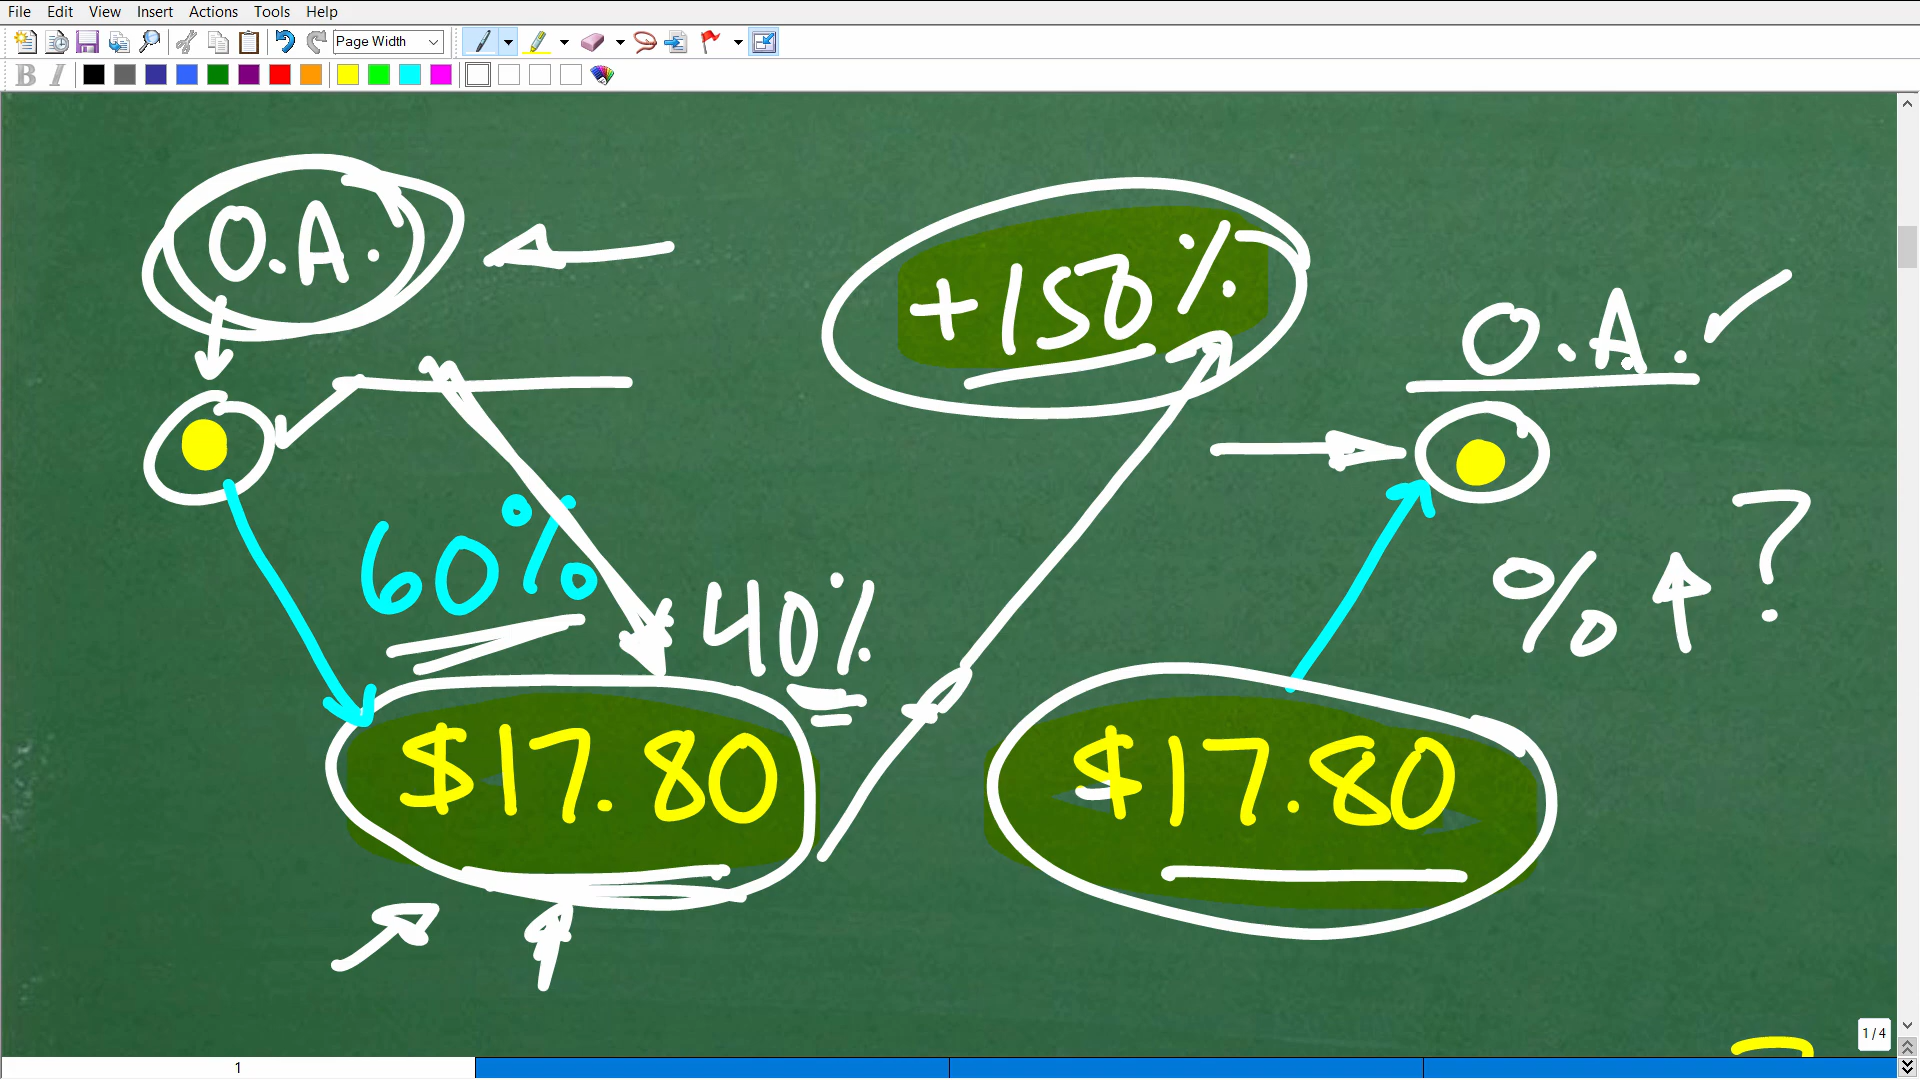 File Edit View Insert Actions Tools Help
Page Width
B I
O.A.
+150%
O.A.
60%
40%
% ?
$17.80
$17.80
1 / 4
1